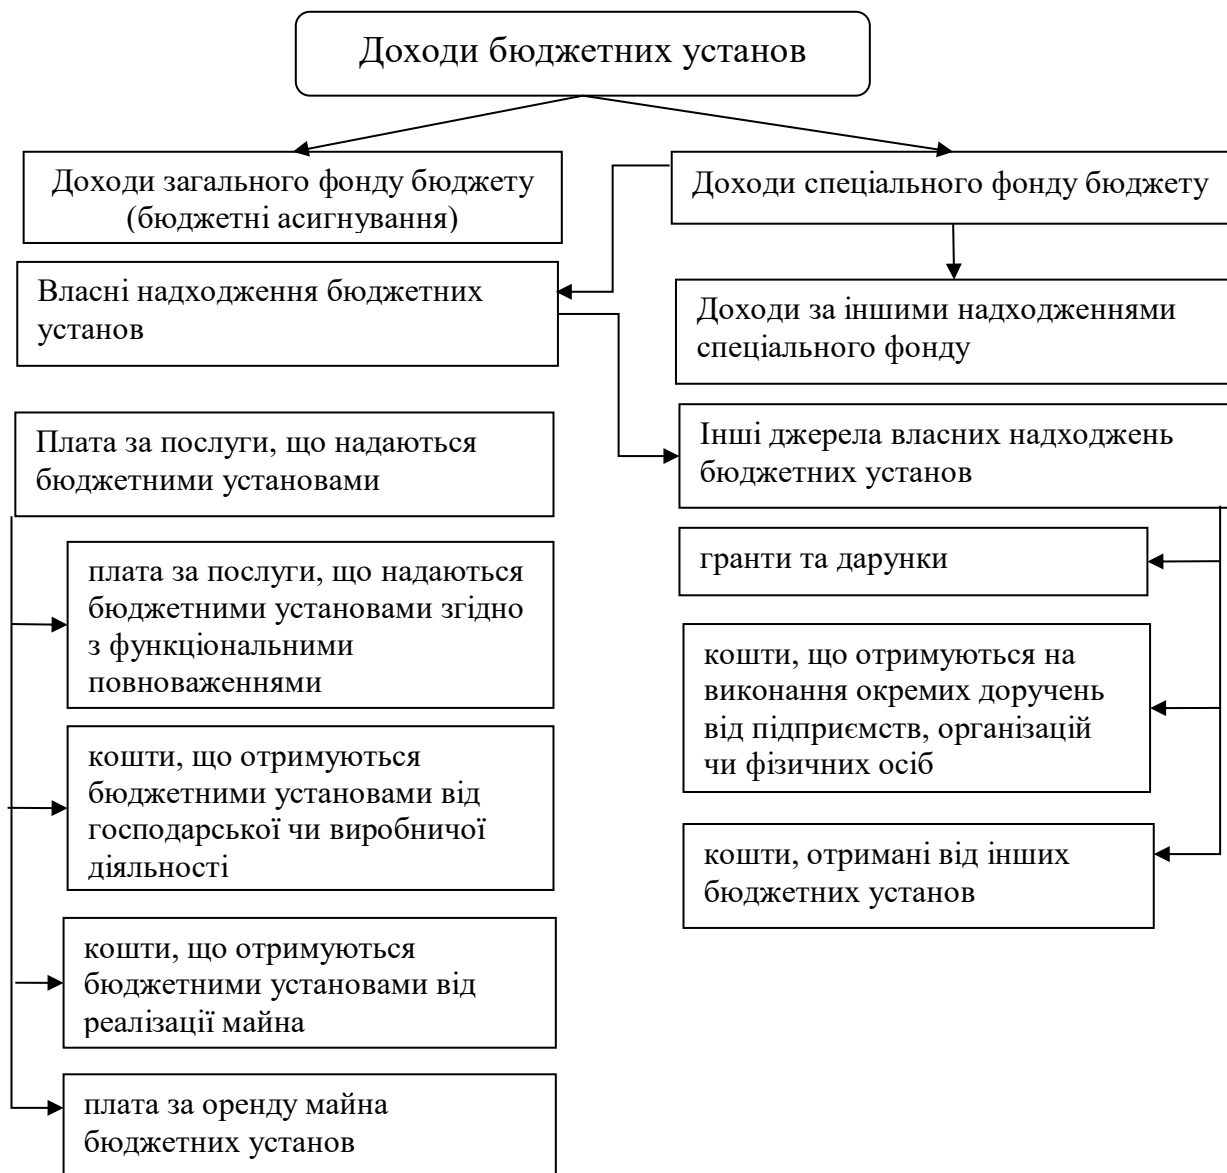 Доходи бюджетних установ
Доходи загального фонду бюджету
(бюджетні асигнування)
Доходи спеціального фонду бюджету
Власні надходження бюджетних
установ
Доходи за іншими надходженнями
спеціального фонду
Плата за послуги, що надаються
бюджетними установами
Інші джерела власних надходжень
бюджетних установ
плата за послуги, що надаються
бюджетними установами згідно
з функціональними
повноваженнями
кошти, що отримуються
бюджетними установами від
господарської чи виробничої
діяльності
кошти, що отримуються
бюджетними установами від
реалізації майна
плата за оренду майна
бюджетних установ
гранти та дарунки
кошти, що отримуються на
виконання окремих доручень
від підприємств, організацій
чи фізичних осіб
кошти, отримані від інших
бюджетних установ